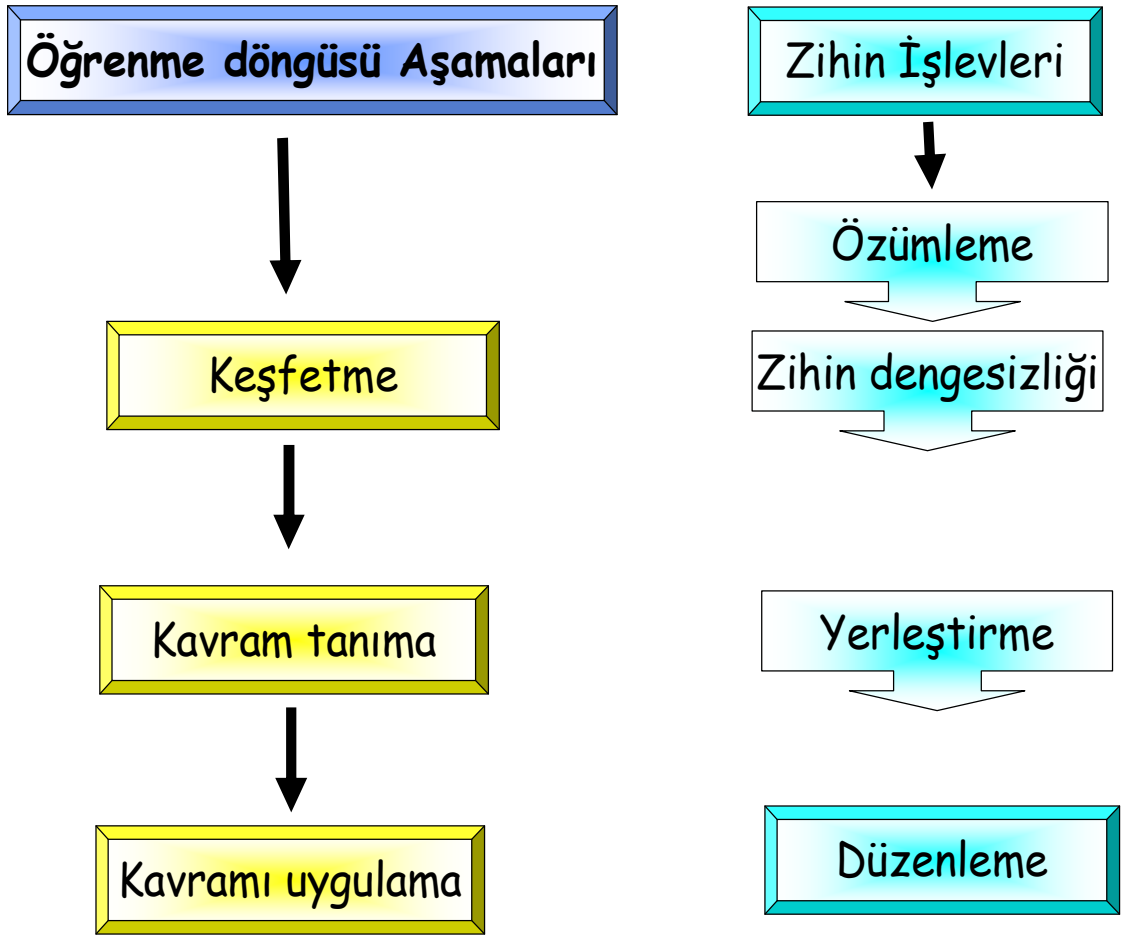 Öğrenme döngüsü Aşamaları
Keşfetme
Kavram tanıma
Kavramı uygulama
Zihin İşlevleri
Özümleme
Zihin dengesizliği
Yerleştirme
Düzenleme